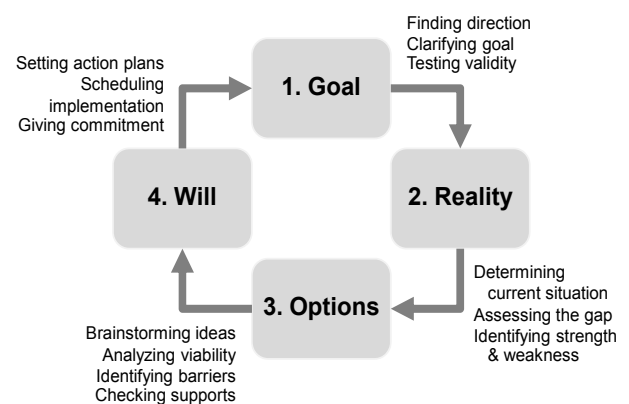 1. Goal
Finding direction
Clarifying goal
Testing validity
2. Reality
Determining
current situation
Assessing the gap
Identifying strength
& weakness
3. Options
Brainstorming ideas
Analyzing viability
Identifying barriers
Checking supports
4. Will
Setting action plans
Scheduling
implementation
Giving commitment